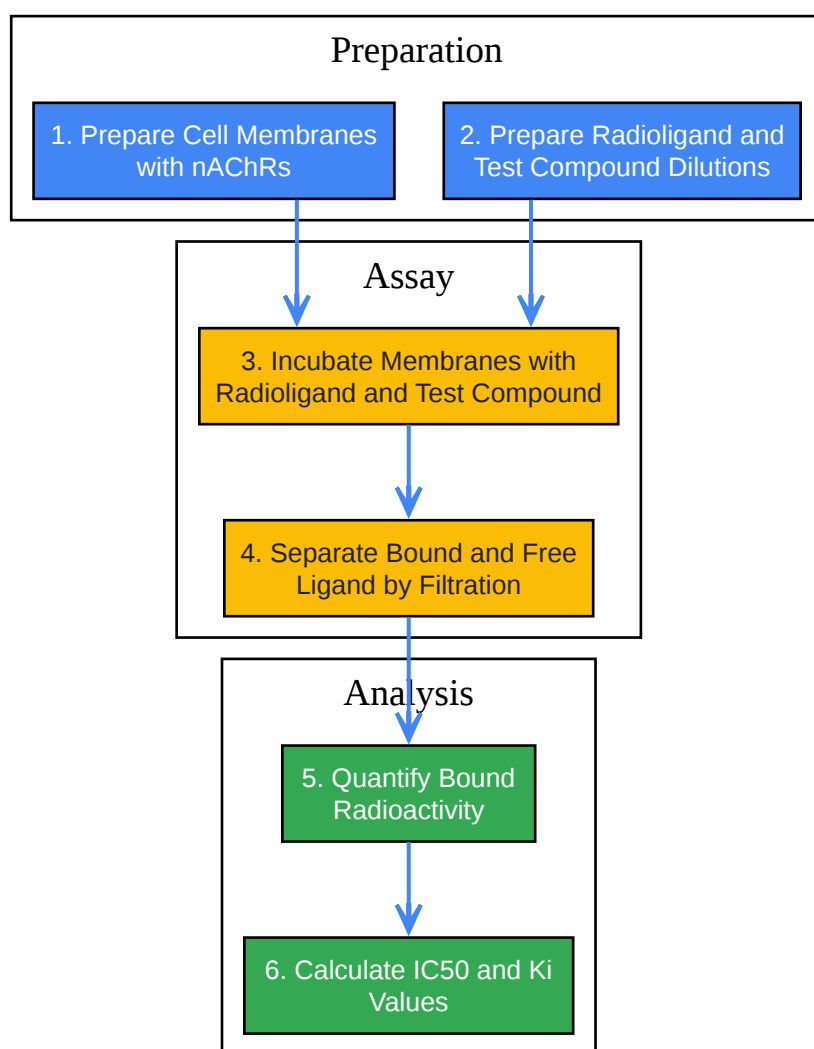 Preparation
1. Prepare Cell Membranes
with nAChRs
2. Prepare Radioligand and
Test Compound Dilutions
Assay
3. Incubate Membranes with
Radioligand and Test Compound
4. Separate Bound and Free
Ligand by Filtration
Analysis
5. Quantify Bound
Radioactivity
6. Calculate IC50 and Ki
Values